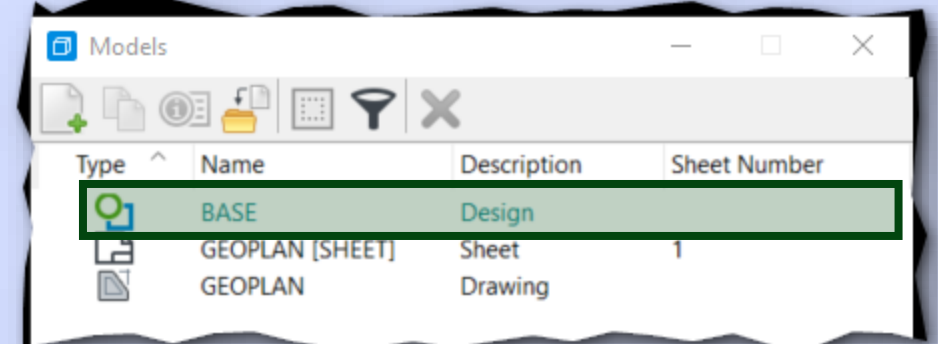 Models
Type Name Description Sheet Number
BASE Design
GEOPLAN [SHEET] Sheet 1
GEOPLAN Drawing